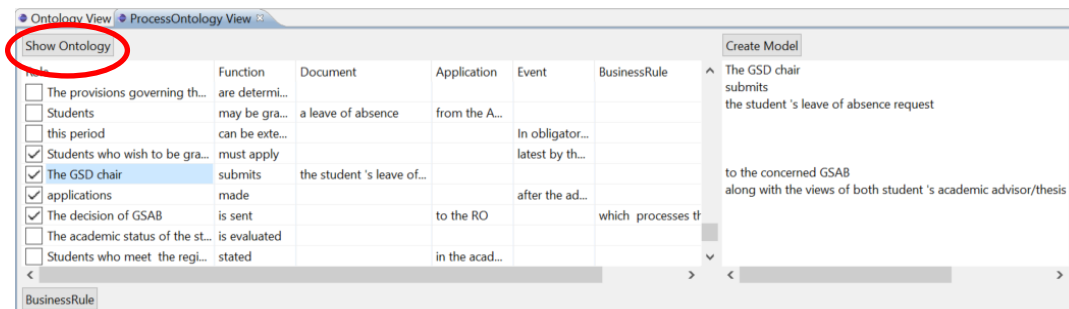 Ontology View ProcessOntology View
Show Ontology Create Model
Function Document Application Event BusinessRule
The provisions governing th... are determi...
Students may be gra... a leave of absence from the A...
this period can be exte... In obligator...
Students who wish to be gra... must apply latest by th...
The GSD chair submits the student 's leave of...
applications made after the ad...
The decision of GSAB is sent to the RO which processes th
The academic status of the st... is evaluated
Students who meet the regi... stated in the acad...
The GSD chair
submits
the student 's leave of absence request
to the concerned GSAB
along with the views of both student 's academic advisor/thesis
BusinessRule